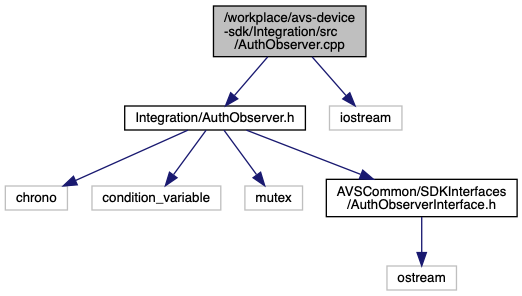 /workplace/avs-device
-sdk/Integration/src
/AuthObserver.cpp
Integration/AuthObserver.h
iostream
chrono
condition_variable
mutex
AVSCommon/SDKInterfaces
/AuthObserverInterface.h
ostream